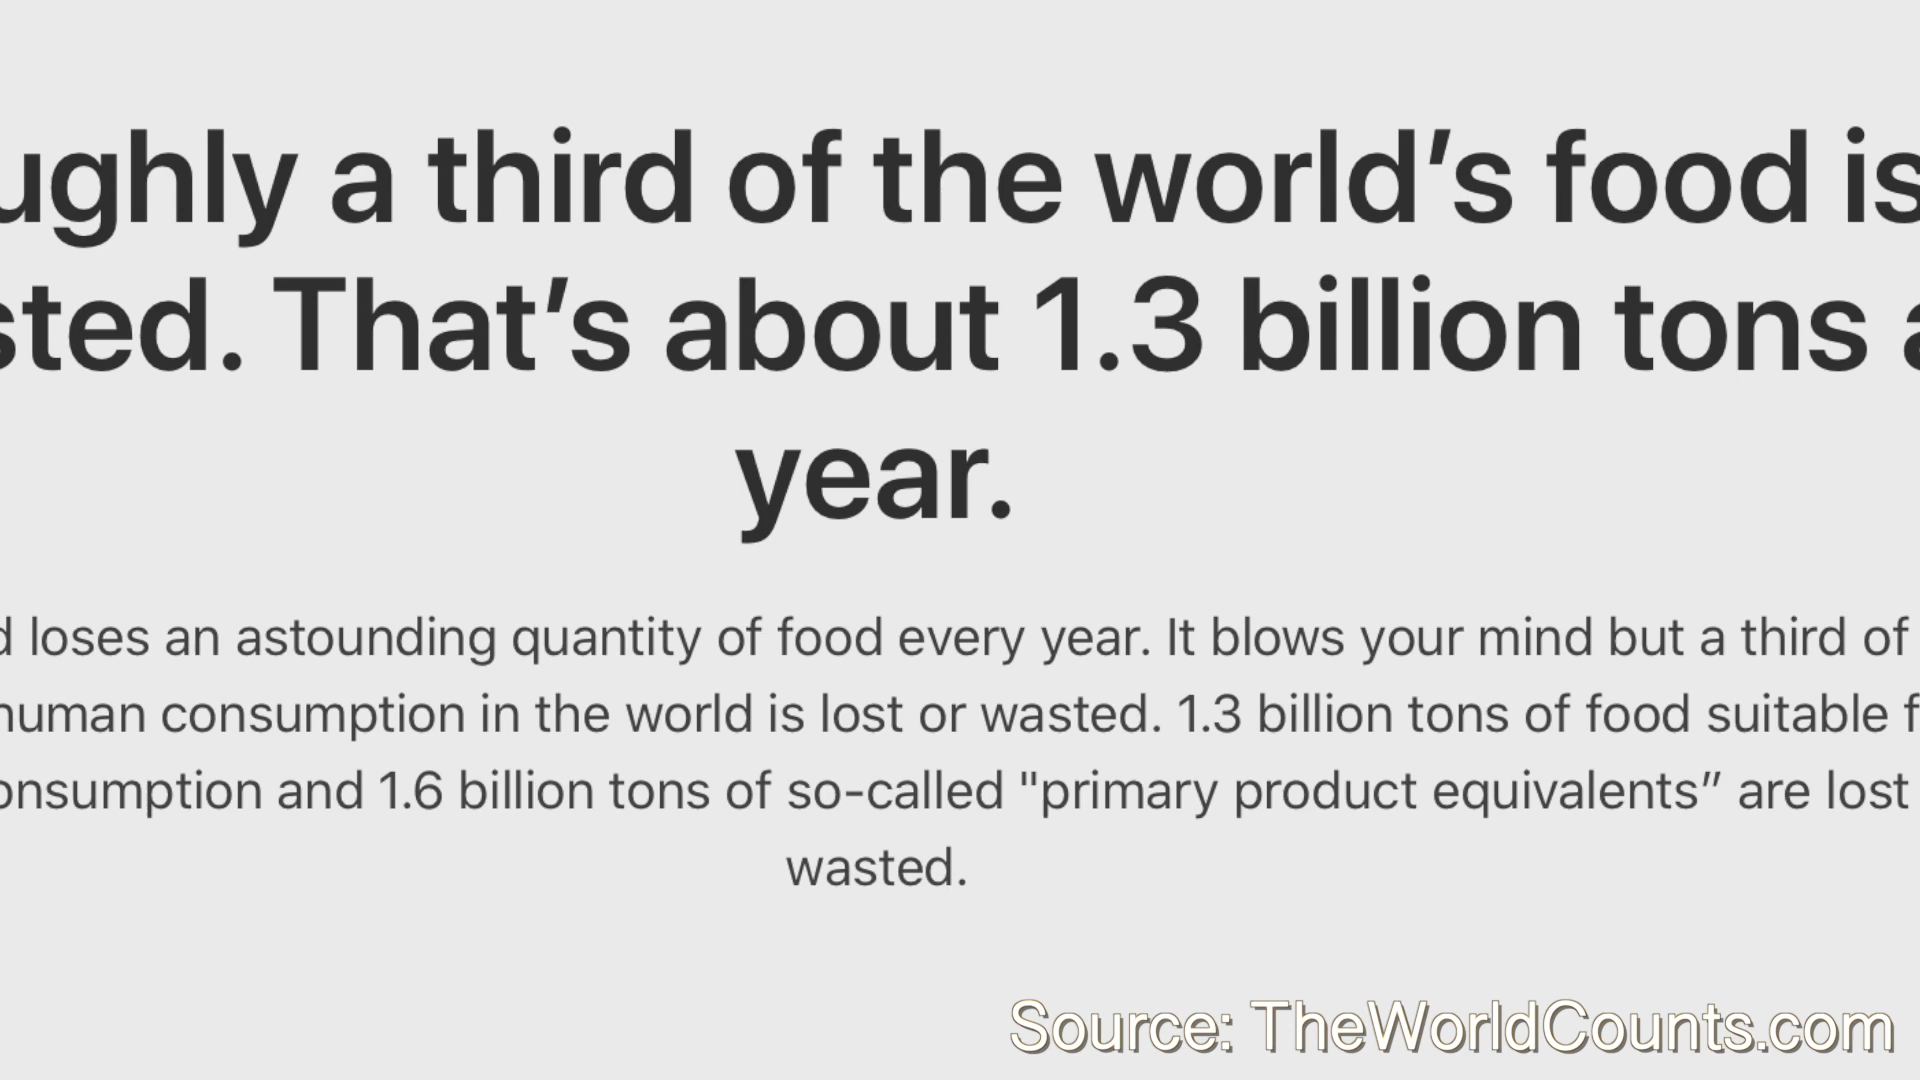 ughly a third of the world’s food is
sted. That’s about 1.3 billion tons a
year.
d loses an astounding quantity of food every year. It blows your mind but a third of
human consumption in the world is lost or wasted. 1.3 billion tons of food suitable f
onsumption and 1.6 billion tons of so-called "primary product equivalents” are lost
wasted.
Source: TheWorldCounts.com